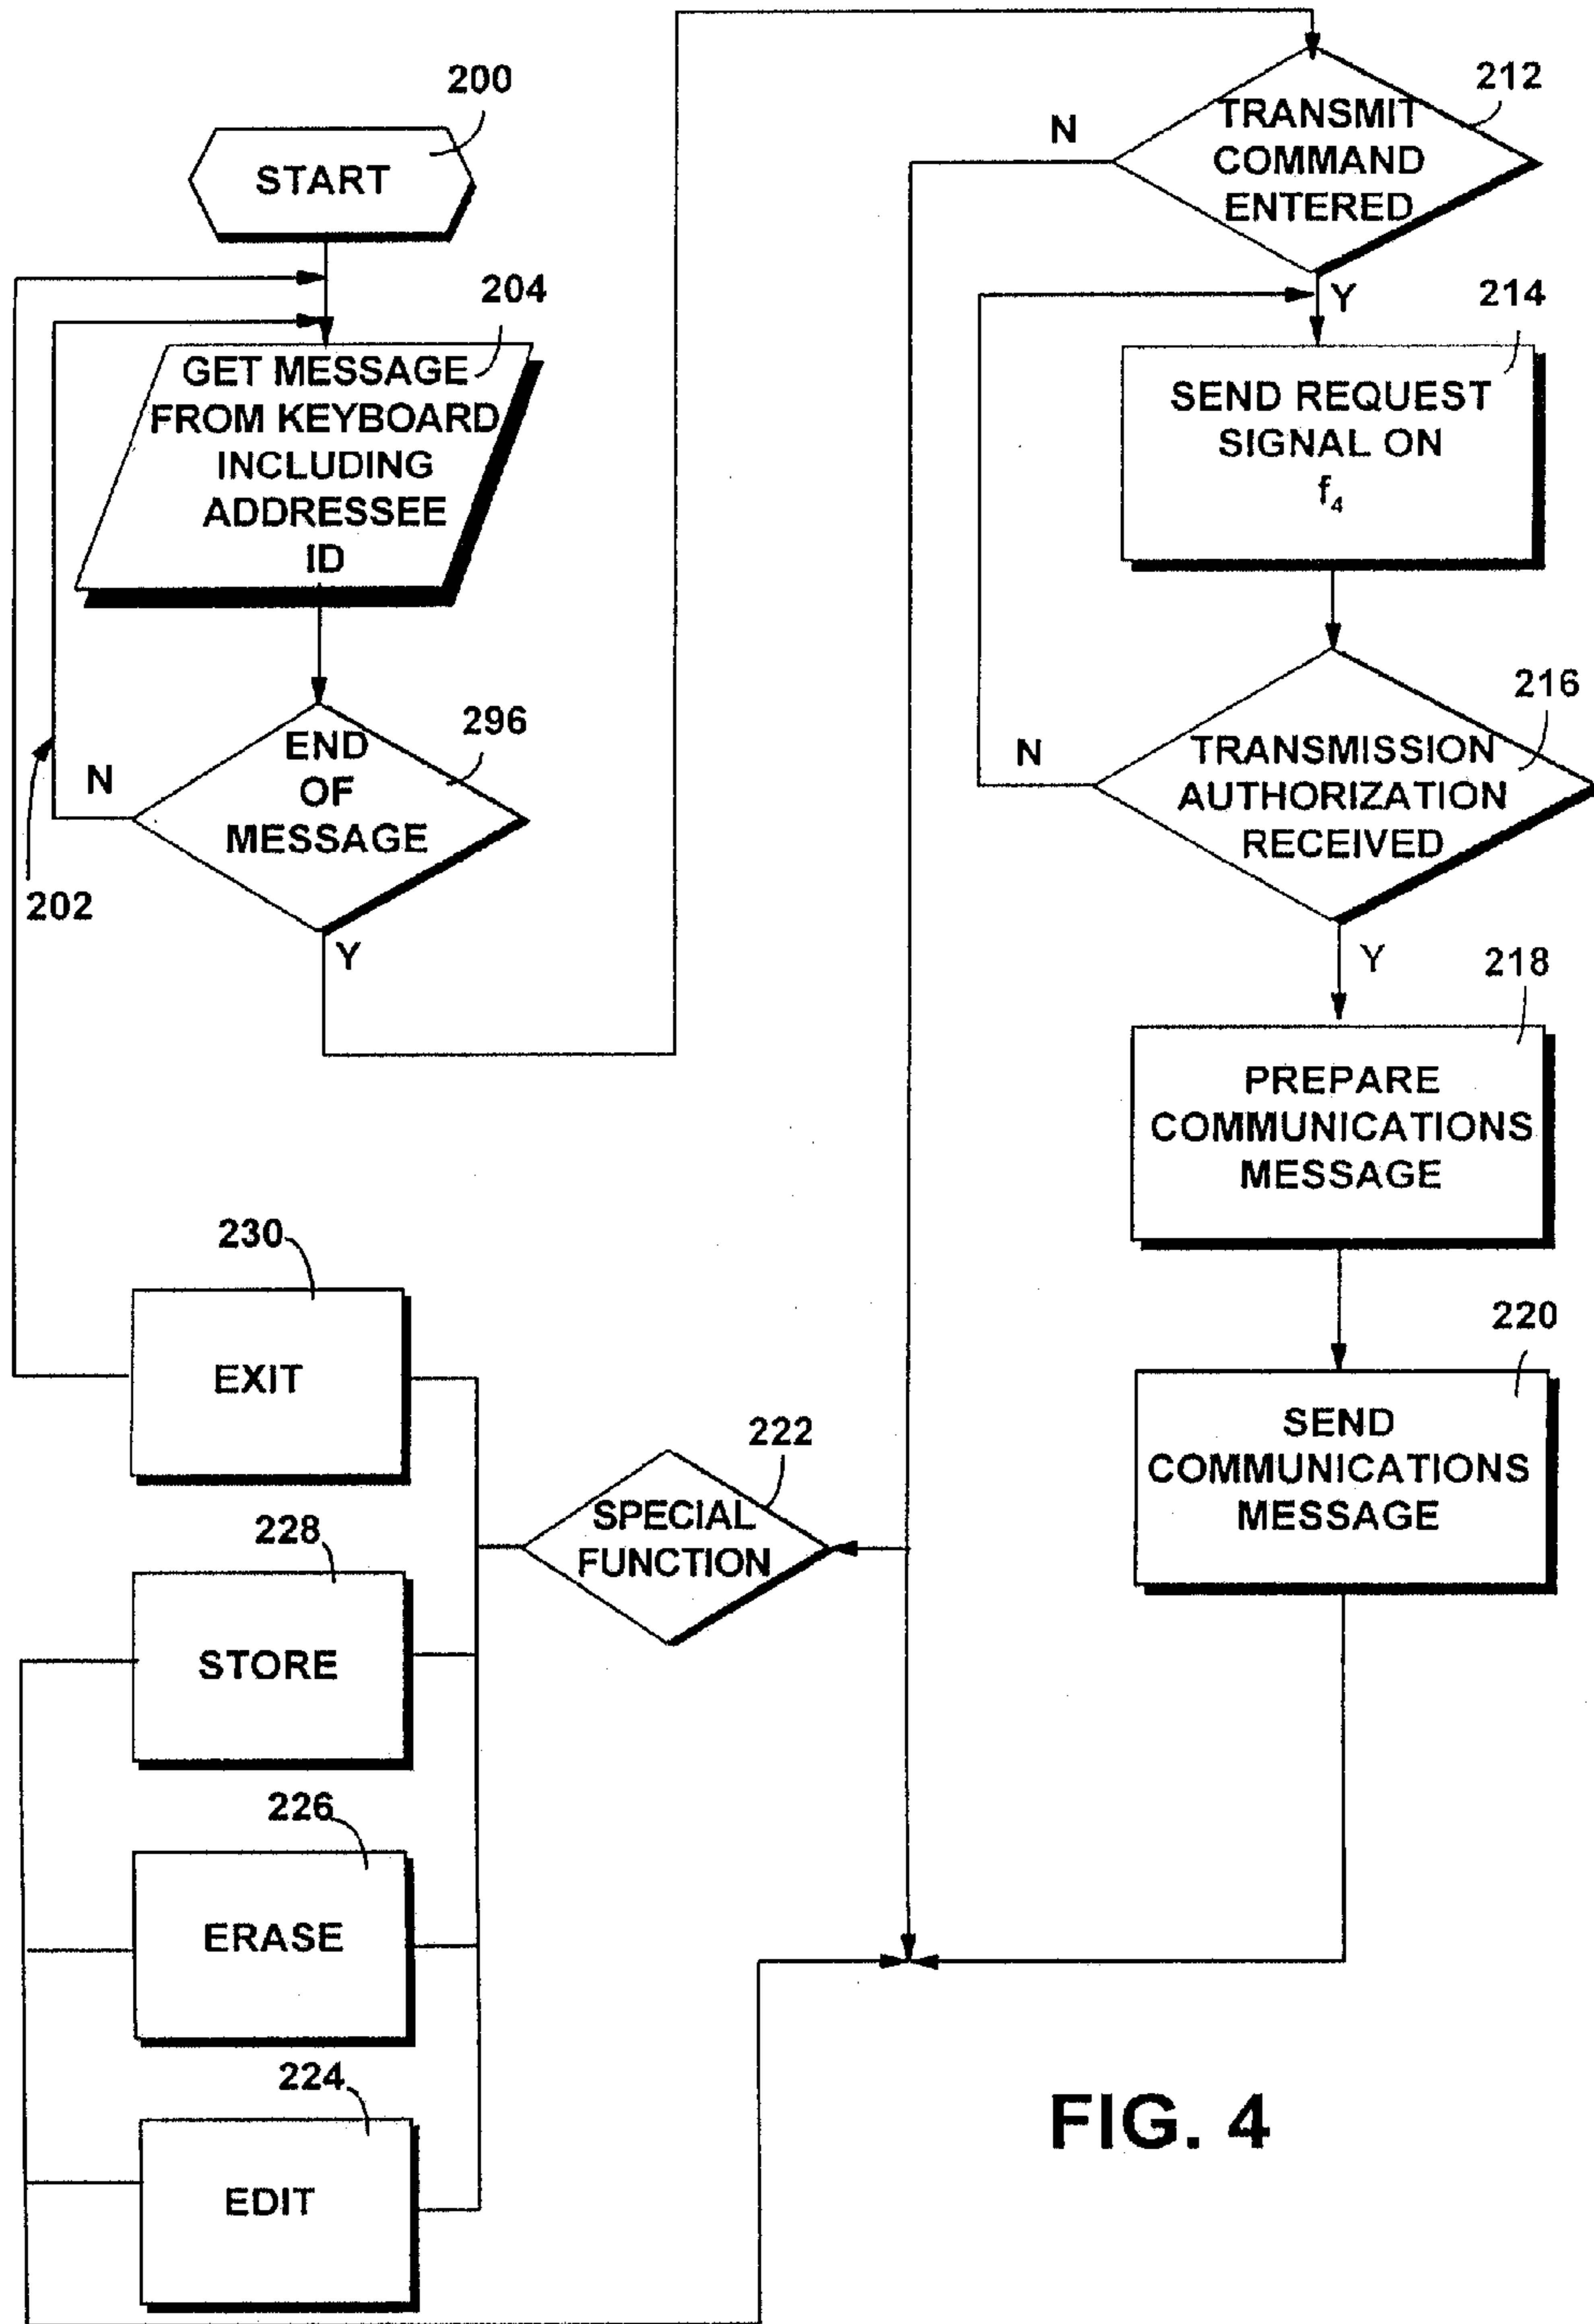 200
START
204
GET MESSAGE
FROM KEYBOARD
INCLUDING
ADDRESSEE
ID
296
END
OF
MESSAGE
N
202
Y
212
TRANSMIT
COMMAND
ENTERED
N
Y
214
SEND REQUEST
SIGNAL ON
f₄
216
TRANSMISSION
AUTHORIZATION
RECEIVED
N
Y
218
PREPARE
COMMUNICATIONS
MESSAGE
220
SEND
COMMUNICATIONS
MESSAGE
222
SPECIAL
FUNCTION
230
EXIT
228
STORE
226
ERASE
224
EDIT
FIG. 4